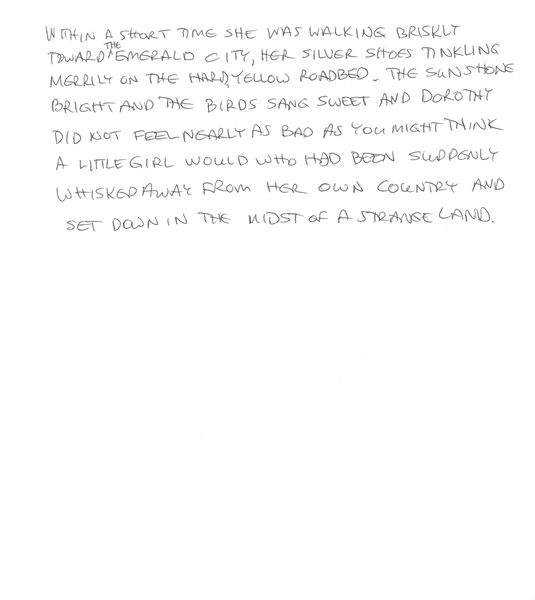 WITHIN A SHORT TIME SHE WAS WALKING BRISKLY
TOWARD THE EMERALD CITY, HER SILVER SHOES TINKLING
MERRILY ON THE HARD, YELLOW ROADBED. THE SUN SHONE
BRIGHT AND THE BIRDS SANG SWEET AND DOROTHY
DID NOT FEEL NEARLY AS BAD AS YOU MIGHT THINK
A LITTLE GIRL WOULD WHO HAD BEEN SUDDENLY
WHISKED AWAY FROM HER OWN COUNTRY AND
SET DOWN IN THE MIDST OF A STRANGE LAND.